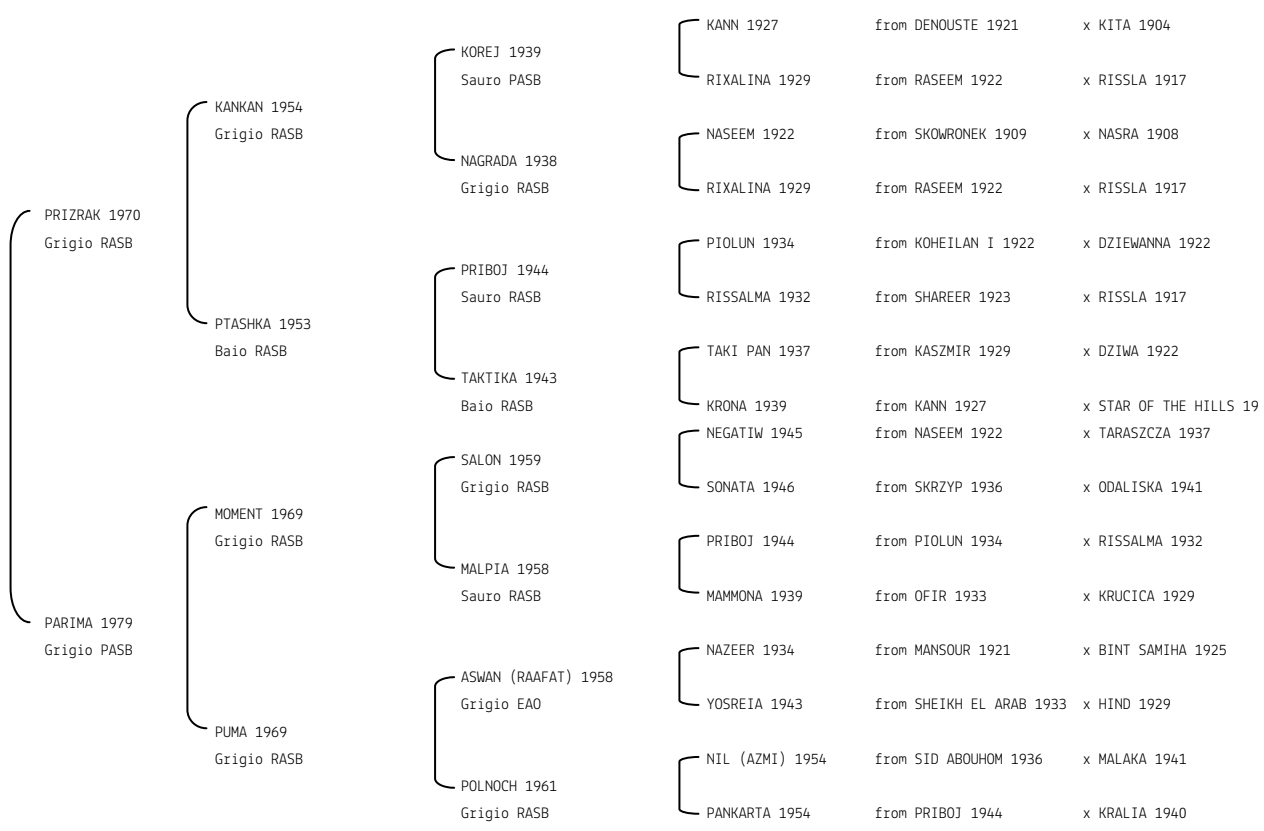 KANN 1927 from DENOUSTE 1921 x KITA 1904
KOREJ 1939
Sauro PASB
RIXALINA 1929 from RASEEM 1922 x RISSLA 1917
KANKAN 1954
Grigio RASB
NASEEM 1922 from SKOWRONEK 1909 x NASRA 1908
NAGRADA 1938
Grigio RASB
RIXALINA 1929 from RASEEM 1922 x RISSLA 1917
PRIZRAK 1970
Grigio RASB
PIOLUN 1934 from KOHEILAN I 1922 x DZIEWANNA 1922
PRIBOJ 1944
Sauro RASB
RISSALMA 1932 from SHAREER 1923 x RISSLA 1917
PTASHKA 1953
Baio RASB
TAKI PAN 1937 from KASZMIR 1929 x DZIWA 1922
TAKTIKA 1943
Baio RASB
KRONA 1939 from KANN 1927 x STAR OF THE HILLS 19
NEGATIW 1945 from NASEEM 1922 x TARASZCZA 1937
SALON 1959
Grigio RASB
SONATA 1946 from SKRZYP 1936 x ODALISKA 1941
MOMENT 1969
Grigio RASB
PRIBOJ 1944 from PIOLUN 1934 x RISSALMA 1932
MALPIA 1958
Sauro RASB
MAMMONA 1939 from OFIR 1933 x KRUCICA 1929
PARIMA 1979
Grigio PASB
NAZEER 1934 from MANSOUR 1921 x BINT SAMIHA 1925
ASWAN (RAAFAT) 1958
Grigio EAO
YOSREIA 1943 from SHEIKH EL ARAB 1933 x HIND 1929
PUMA 1969
Grigio RASB
NIL (AZMI) 1954 from SID ABOUHOM 1936 x MALAKA 1941
POLNOCH 1961
Grigio RASB
PANKARTA 1954 from PRIBOJ 1944 x KRALIA 1940